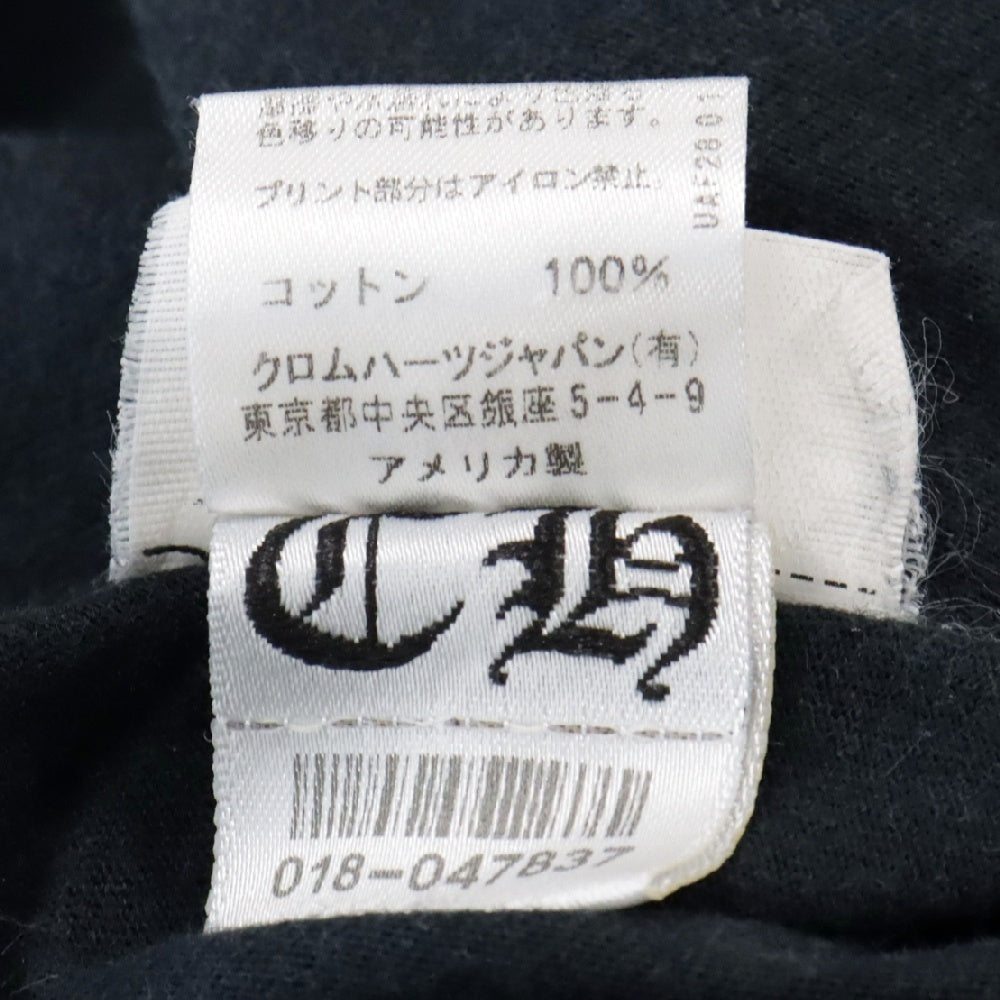 色移りの可能性があります。
プリント部分はアイロン禁止。
コットン 100%
クロムハーツジャパン(有)
東京都中央区銀座5-4-9
アメリカ製
UAF2801
CH
018-047837